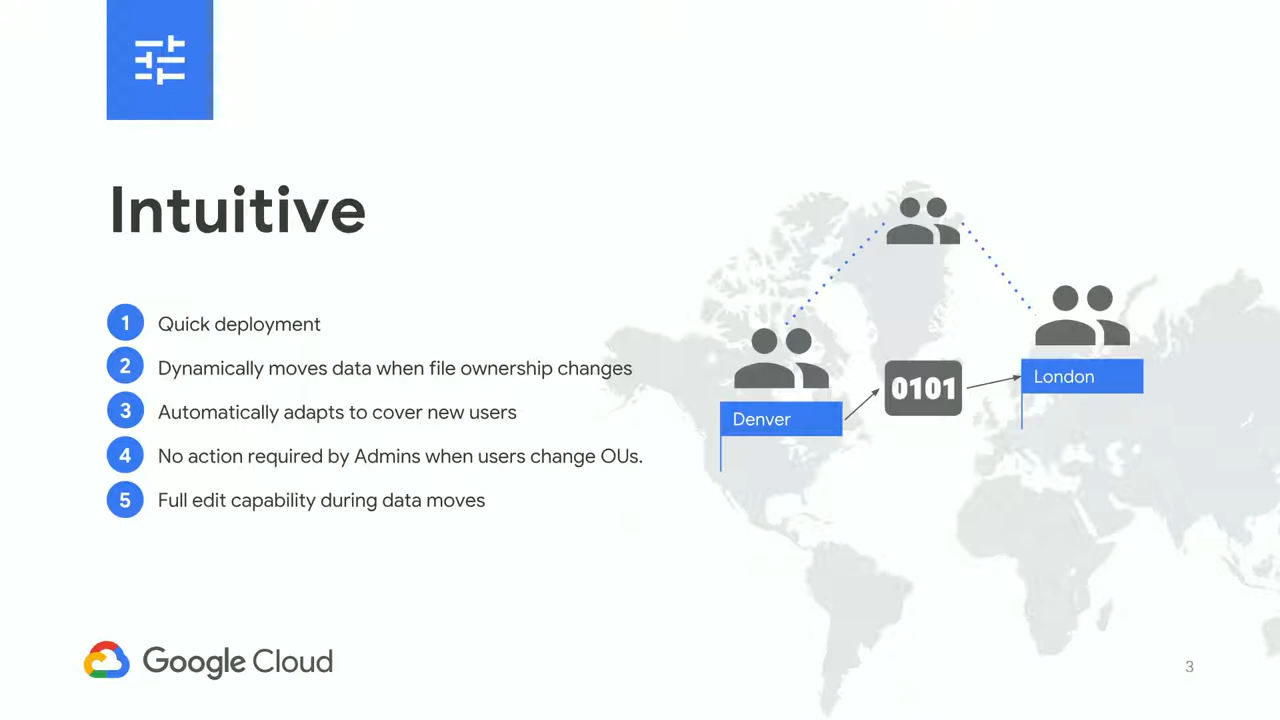 Intuitive
1 Quick deployment
2 Dynamically moves data when file ownership changes
3 Automatically adapts to cover new users
4 No action required by Admins when users change OUs.
5 Full edit capability during data moves
Denver
0101
London
Google Cloud
3